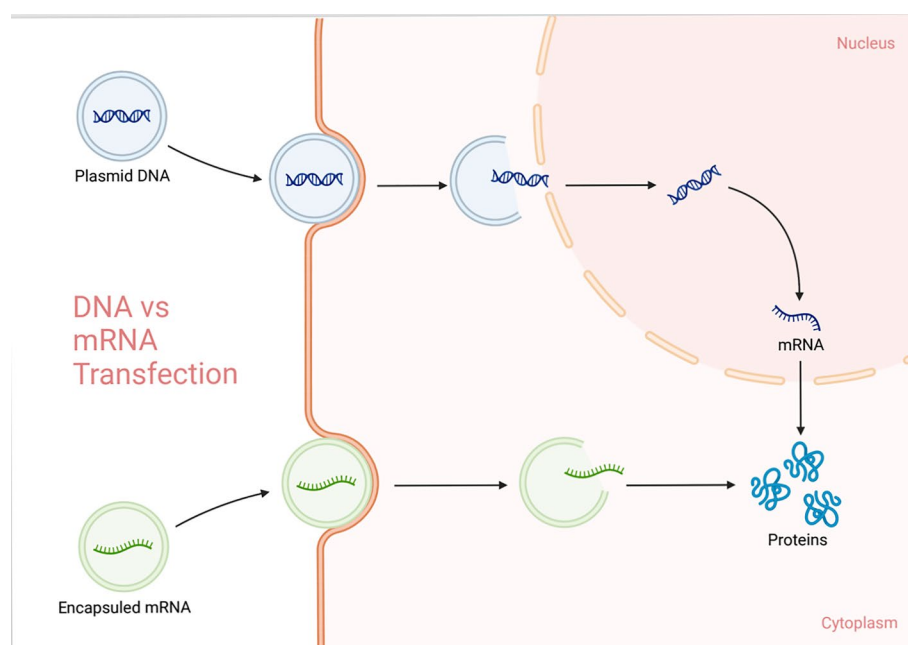 Nucleus
Plasmid DNA
DNA vs
mRNA
Transfection
mRNA
Proteins
Encapsuled mRNA
Cytoplasm